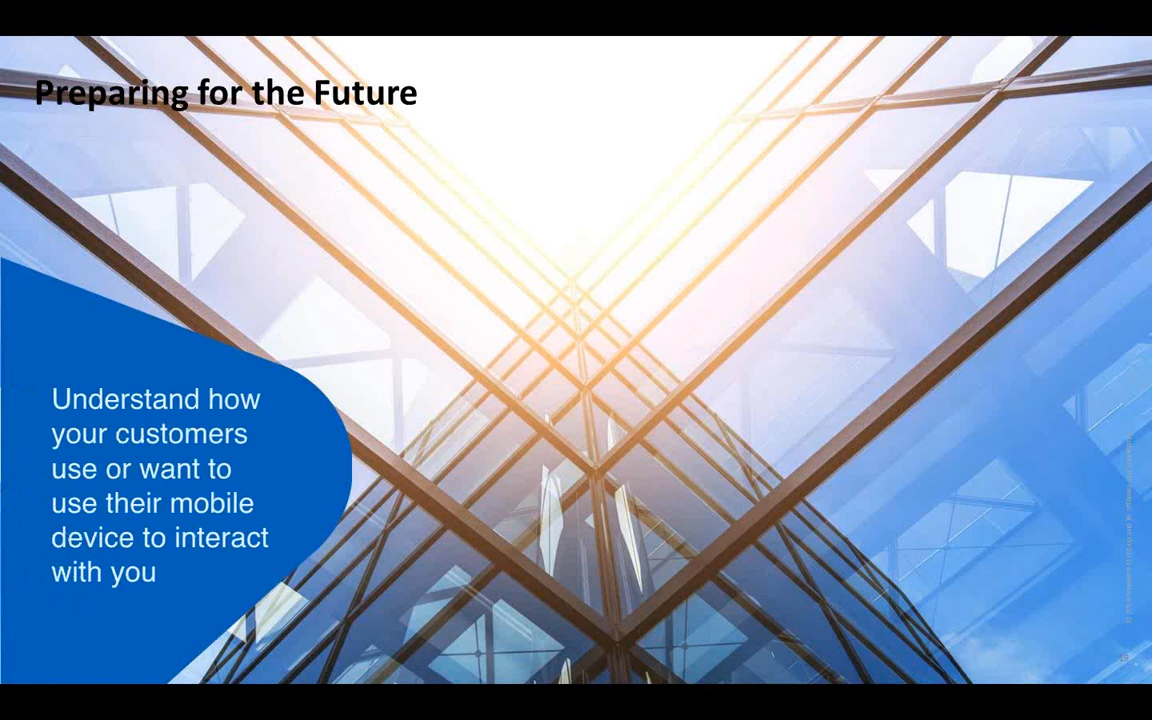 Preparing for the Future
Understand how
your customers
use or want to
use their mobile
device to interact
with you